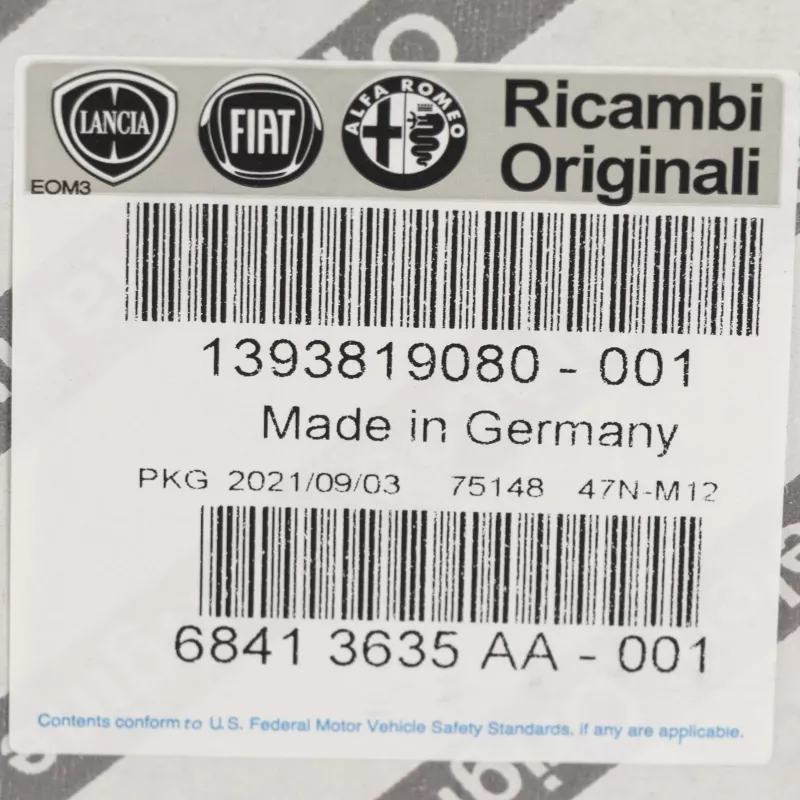 LANCIA
FIAT
ALFA ROMEO
Ricambi
Originali
EOM3
1393819080 - 001
Made in Germany
PKG 2021/09/03 75148 47N-M12
6841 3635 AA - 001
Contents conform to U.S. Federal Motor Vehicle Safety Standards, if any are applicable.